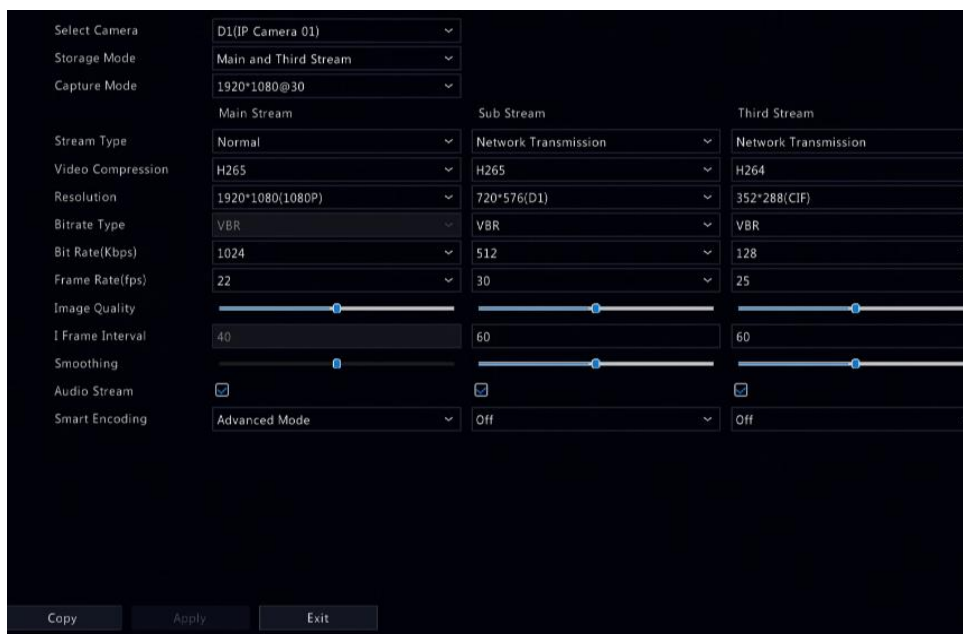 Select Camera D1(IP Camera 01)
Storage Mode Main and Third Stream
Capture Mode 1920*1080@30
Main Stream Sub Stream Third Stream
Stream Type Normal Network Transmission Network Transmission
Video Compression H265 H265 H264
Resolution 1920*1080(1080P) 720*576(D1) 352*288(CIF)
Bitrate Type VBR VBR VBR
Bit Rate(Kbps) 1024 512 128
Frame Rate(fps) 22 30 25
Image Quality
I Frame Interval 40 60 60
Smoothing
Audio Stream
Smart Encoding Advanced Mode Off Off
Copy Apply Exit